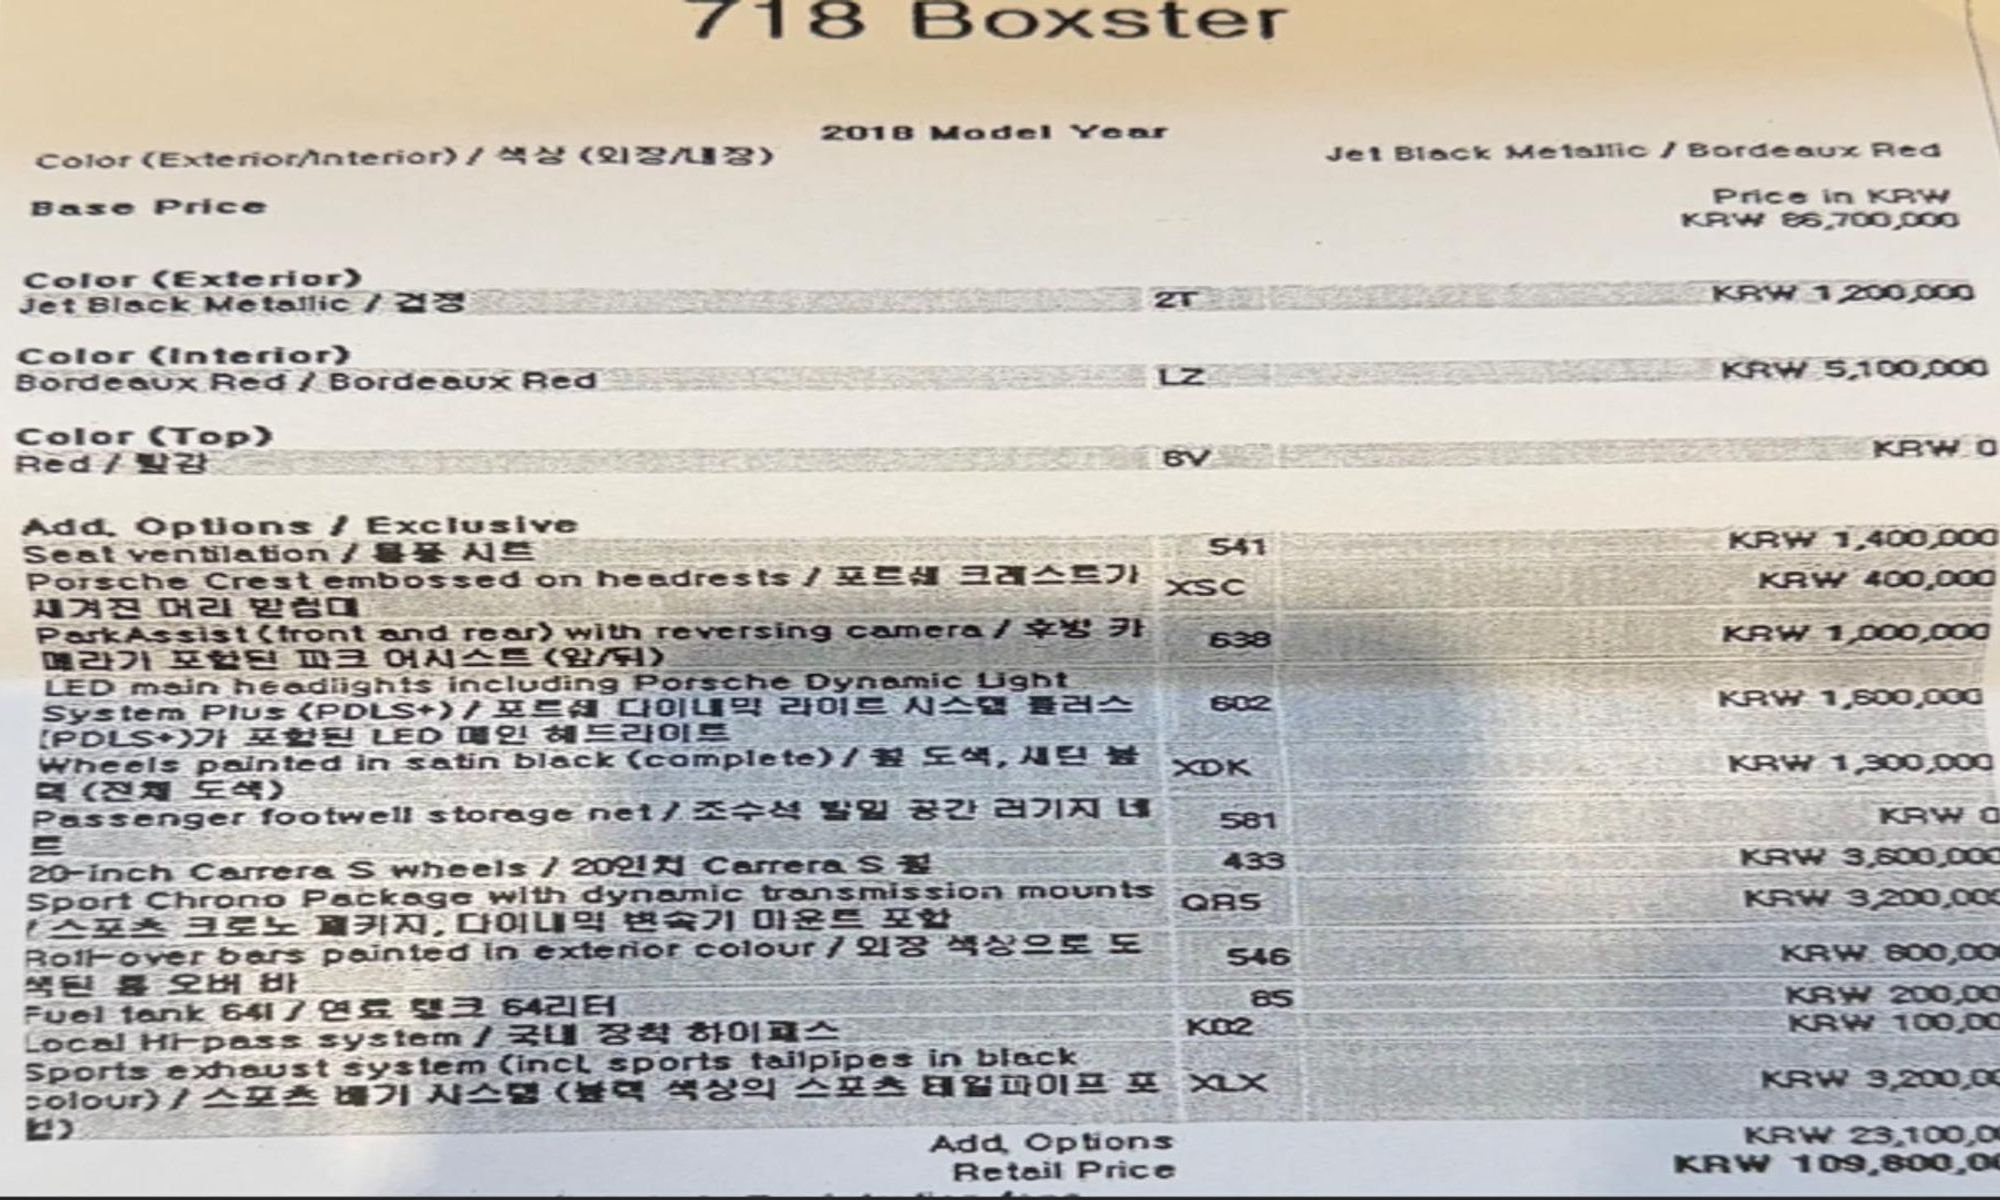 718 Boxster
2018 Model Year
Color (Exterior/Interior) / 색상 (외장/내장)
Jet Black Metallic / Bordeaux Red
Price in KRW
Base Price
KRW 86,700,000
Color (Exterior)
Jet Black Metallic / 검정 2T KRW 1,200,000
Color (Interior)
Bordeaux Red / Bordeaux Red LZ KRW 5,100,000
Color (Top)
Red / 빨강 6V KRW 0
Add. Options / Exclusive
Seat ventilation / 통풍 시트 541 KRW 1,400,000
Porsche Crest embossed on headrests / 포르쉐 크레스트가 XSC KRW 400,000
새겨진 머리 받침대
ParkAssist (front and rear) with reversing camera / 후방 카 638 KRW 1,000,000
메라가 포함된 파크 어시스트 (앞/뒤)
LED main headlights including Porsche Dynamic Light
System Plus (PDLS+) / 포르쉐 다이내믹 라이트 시스템 플러스 602 KRW
(PDLS+)가 포함된 LED 메인 헤드라이트
Wheels painted in satin black (complete) / 휠 도색, 새틴 블 XDK KRW 1,300,000
랙 (전체 도색)
Passenger footwell storage net / 조수석 발밑 공간 러기지 네 581 KRW 0
트
20-inch Carrera S wheels / 20인치 Carrera S 휠 433 KRW
Sport Chrono Package with dynamic transmission mounts QR5 KRW 3,200,000
/ 스포츠 크로노 패키지, 다이내믹 변속기 마운트 포함
Roll-over bars painted in exterior colour / 외장 색상으로 도 546 KRW
색된 롤 오버 바
Fuel tank 64l / 연료 탱크 64리터 85 KRW 200,00
Local Hi-pass system / 국내 장착 하이패스 K02 KRW 100,00
Sports exhaust system (incl. sports tailpipes in black
colour) / 스포츠 배기 시스템 (블랙 색상의 스포츠 테일파이프 포 XLX KRW 3,200,00
함)
Add. Options KRW 23,100,0
Retail Price KRW 109,800,00